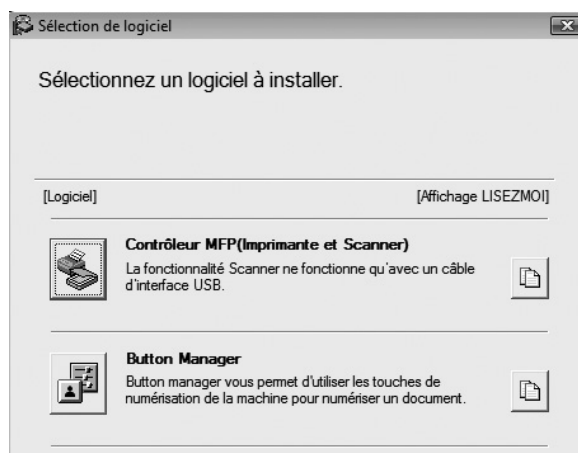 Sélection de logiciel
Sélectionnez un logiciel à installer.
[Logiciel] [Affichage LISEZMOI]
Contrôleur MFP(Imprimante et Scanner)
La fonctionnalité Scanner ne fonctionne qu'avec un câble
d'interface USB.
Button Manager
Button manager vous permet d'utiliser les touches de
numérisation de la machine pour numériser un document.